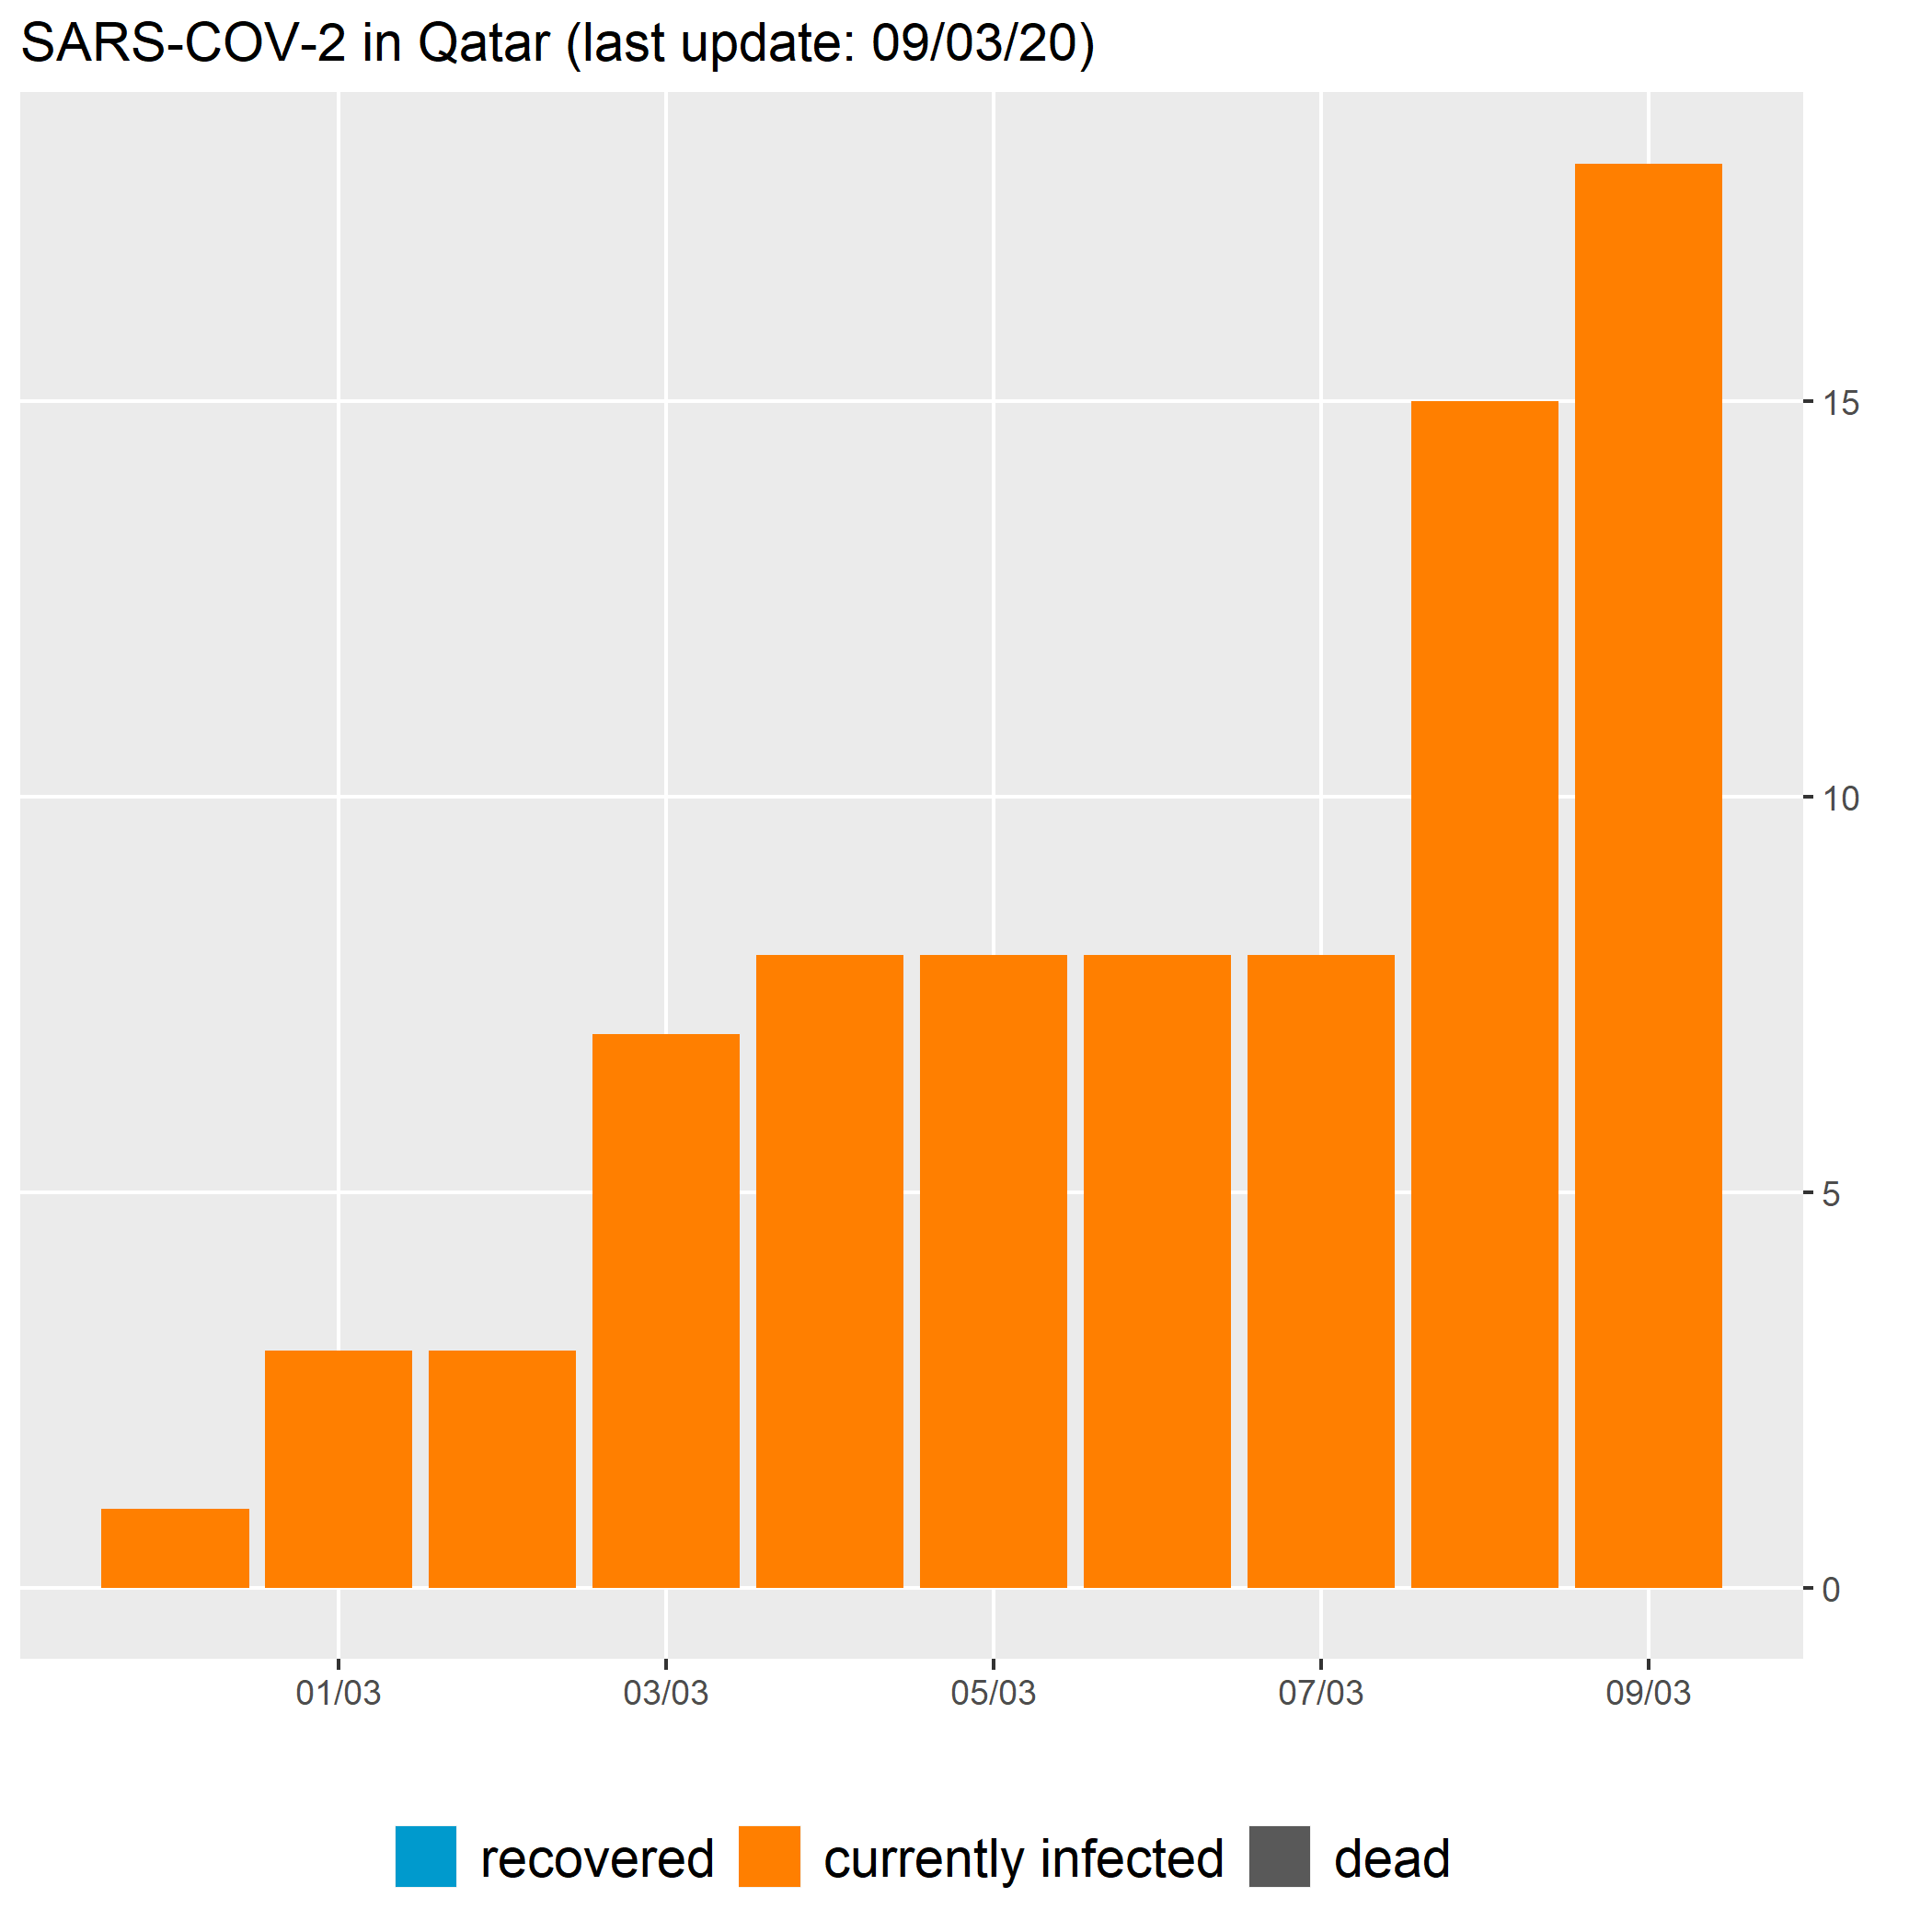 SARS-COV-2 in Qatar (last update: 09/03/20)
15
10
5
0
01/03 03/03 05/03 07/03 09/03
recovered currently infected dead